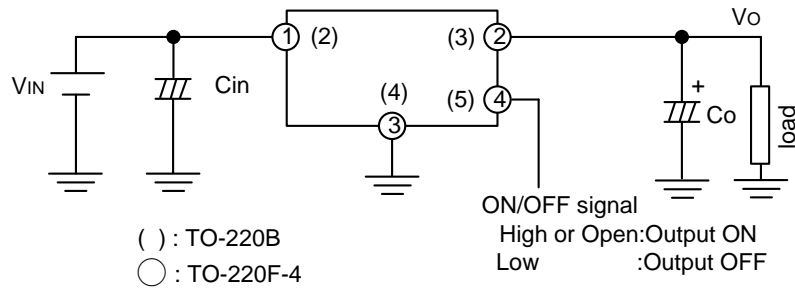 VIN
Cin
1 (2)
(3) 2
(4)
3
(5) 4
VO
+
Co
load
ON/OFF signal
High or Open:Output ON
Low :Output OFF
( ) : TO-220B
◯ : TO-220F-4